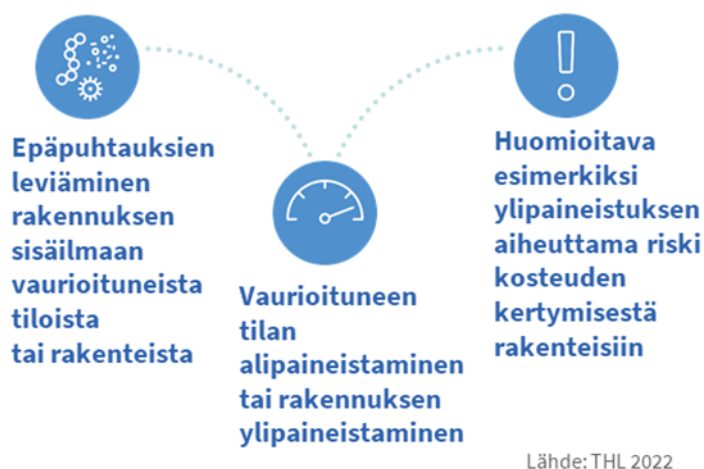 Epäpuhtauksien
leviäminen
rakennuksen
sisäilmaan
vaurioituneista
tiloista
tai rakenteista
Vaurioituneen
tilan
alipaineistaminen
tai rakennuksen
ylipaineistaminen
Huomioitava
esimerkiksi
ylipaineistuksen
aiheuttama riski
kosteuden
kertymisestä
rakenteisiin
Lähde: THL 2022